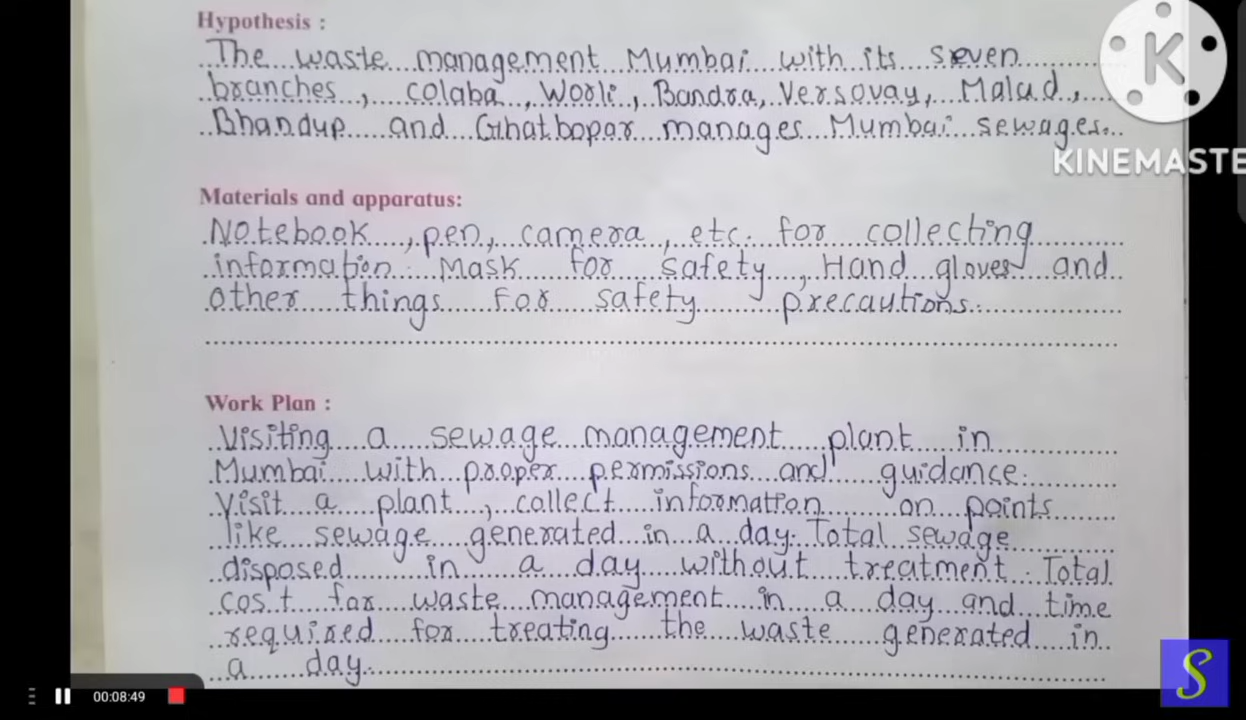 Hypothesis :
The waste management Mumbai with its seven
branches , colaba , Worli , Bandra, Versovay, Malad ,
Bhandup and Ghatbopar manages Mumbai sewages.
K
KINEMASTE
Materials and apparatus:
Notebook , pen, camera , etc. for collecting
information. Mask for safety , Hand gloves and
other things for safety precautions.
Work Plan :
Visiting a sewage management plant in
Mumbai with proper permissions and guidance.
Visit a plant , collect information on points
like sewage generated in a day. Total sewage
disposed in a day without treatment. Total
cost for waste management in a day and time
required for treating the waste generated in
a day.
S
00:08:49